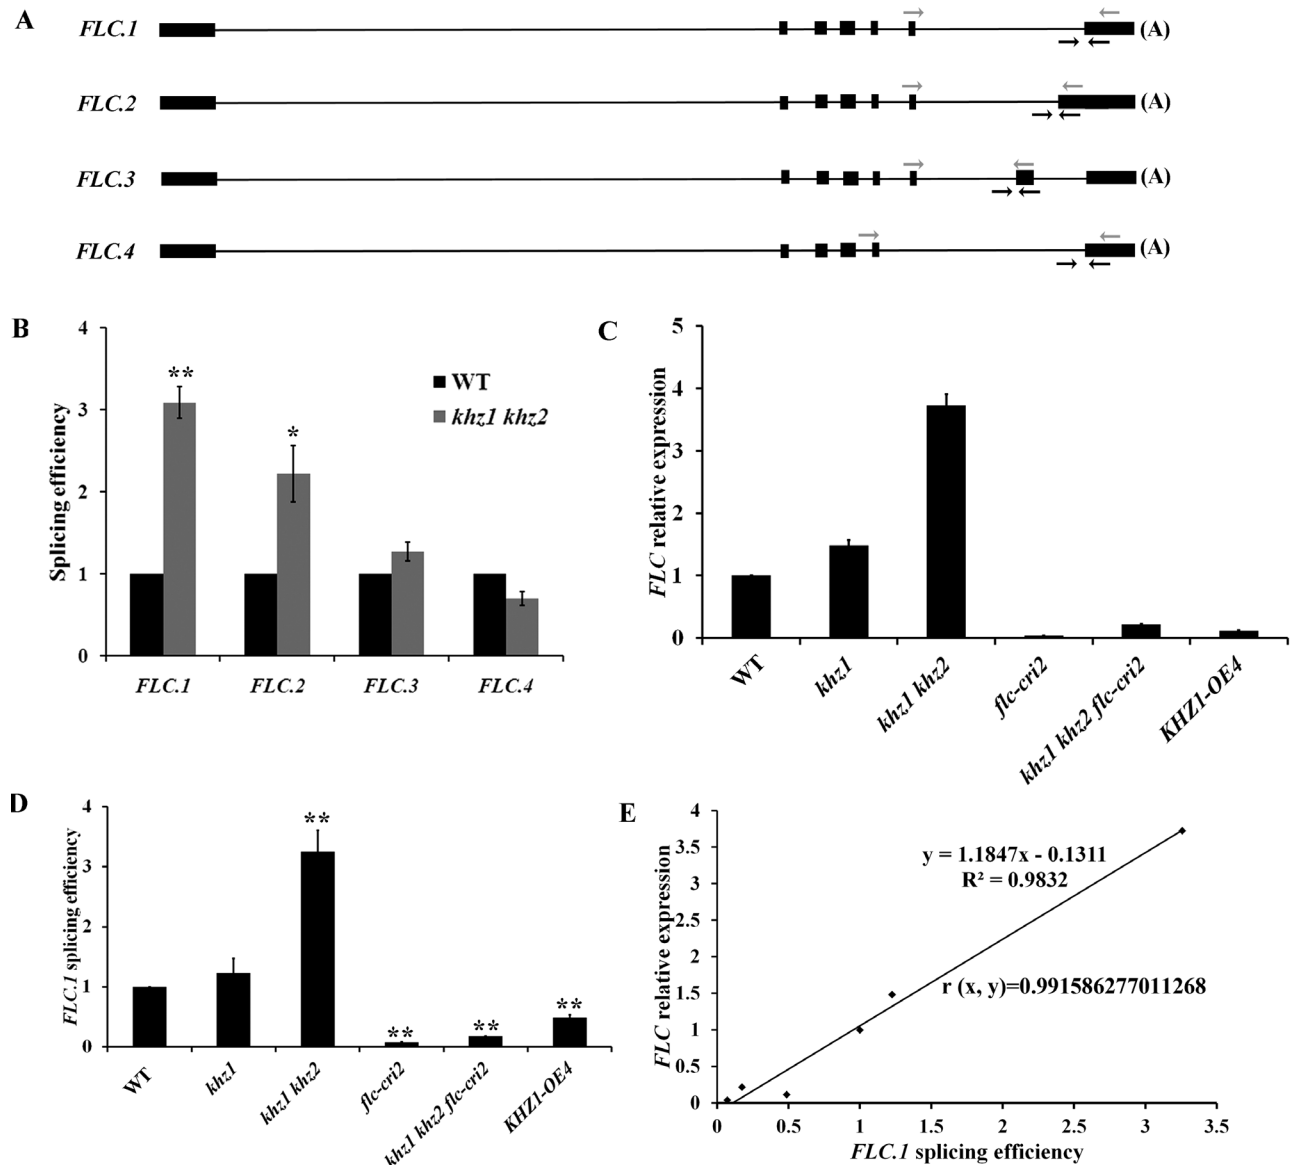 A
FLC.1 (A)
FLC.2 (A)
FLC.3 (A)
FLC.4 (A)
B
Splicing efficiency
4
3
2
1
0
** 
*
WT
khz1 khz2
FLC.1 FLC.2 FLC.3 FLC.4
C
FLC relative expression
5
4
3
2
1
0
WT
khz1
khz1 khz2
flc-cri2
khz1 khz2 flc-cri2
KHZ1-OE4
D
FLC.1 splicing efficiency
4
3
2
1
0
**
**
**
**
WT
khz1
khz1 khz2
flc-cri2
khz1 khz2 flc-cri2
KHZ1-OE4
E
FLC relative expression
4
3.5
3
2.5
2
1.5
1
0.5
0
y = 1.1847x - 0.1311
R² = 0.9832
r (x, y)=0.991586277011268
0 0.5 1 1.5 2 2.5 3 3.5
FLC.1 splicing efficiency